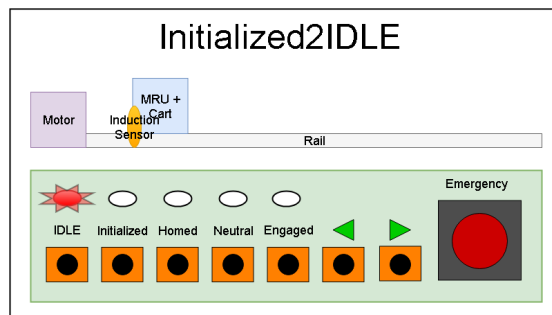 Initialized2IDLE
MRU +
Cart
Motor
Induction
Sensor
Rail
Emergency
IDLE
Initialized
Homed
Neutral
Engaged